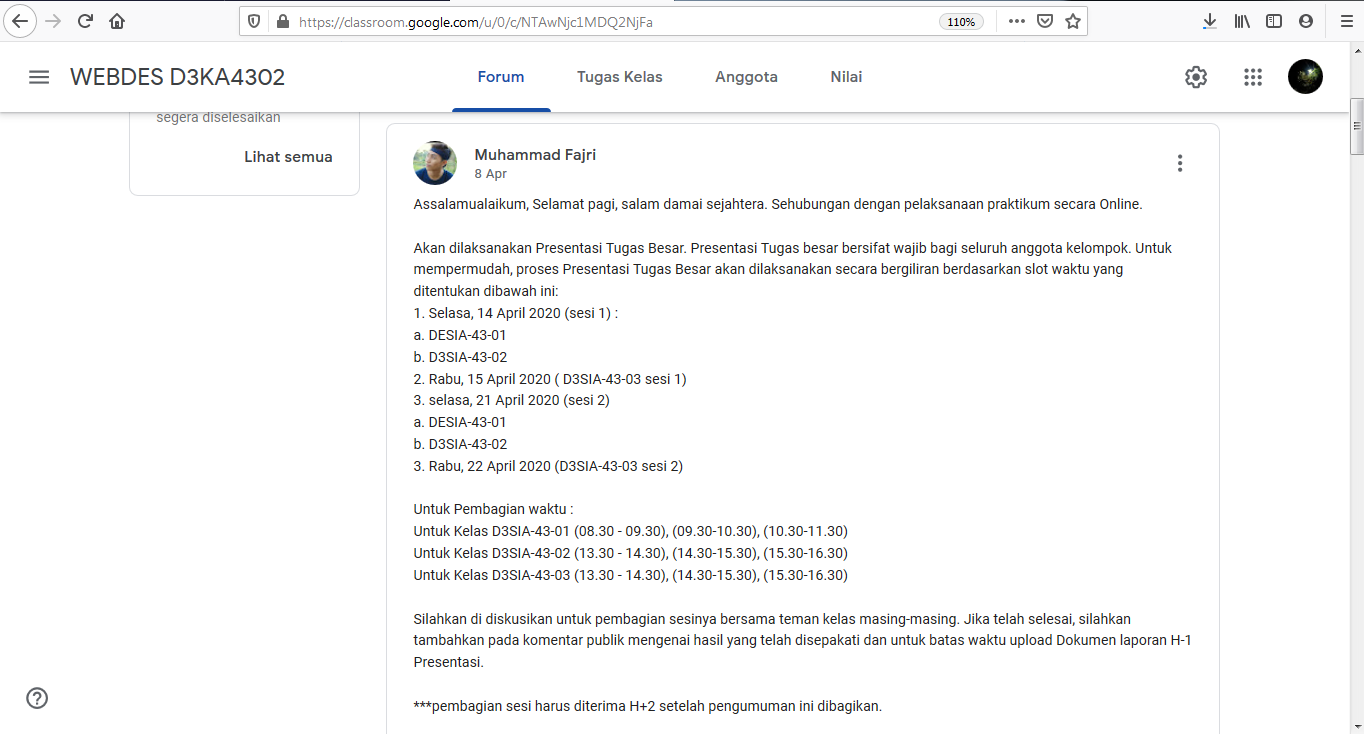 https://classroom.google.com/u/0/c/NTAwNjc1MDQ2NjFa
110%
WEBDES D3KA4302
Forum
Tugas Kelas
Anggota
Nilai
segera diselesaikan
Lihat semua
Muhammad Fajri
8 Apr
Assalamualaikum, Selamat pagi, salam damai sejahtera. Sehubungan dengan pelaksanaan praktikum secara Online.
Akan dilaksanakan Presentasi Tugas Besar. Presentasi Tugas besar bersifat wajib bagi seluruh anggota kelompok. Untuk
mempermudah, proses Presentasi Tugas Besar akan dilaksanakan secara bergiliran berdasarkan slot waktu yang
ditentukan dibawah ini:
1. Selasa, 14 April 2020 (sesi 1) :
a. DESIA-43-01
b. D3SIA-43-02
2. Rabu, 15 April 2020 ( D3SIA-43-03 sesi 1)
3. selasa, 21 April 2020 (sesi 2)
a. DESIA-43-01
b. D3SIA-43-02
3. Rabu, 22 April 2020 (D3SIA-43-03 sesi 2)
Untuk Pembagian waktu :
Untuk Kelas D3SIA-43-01 (08.30 - 09.30), (09.30-10.30), (10.30-11.30)
Untuk Kelas D3SIA-43-02 (13.30 - 14.30), (14.30-15.30), (15.30-16.30)
Untuk Kelas D3SIA-43-03 (13.30 - 14.30), (14.30-15.30), (15.30-16.30)
Silahkan di diskusikan untuk pembagian sesinya bersama teman kelas masing-masing. Jika telah selesai, silahkan
tambahkan pada komentar publik mengenai hasil yang telah disepakati dan untuk batas waktu upload Dokumen laporan H-1
Presentasi.
***pembagian sesi harus diterima H+2 setelah pengumuman ini dibagikan.